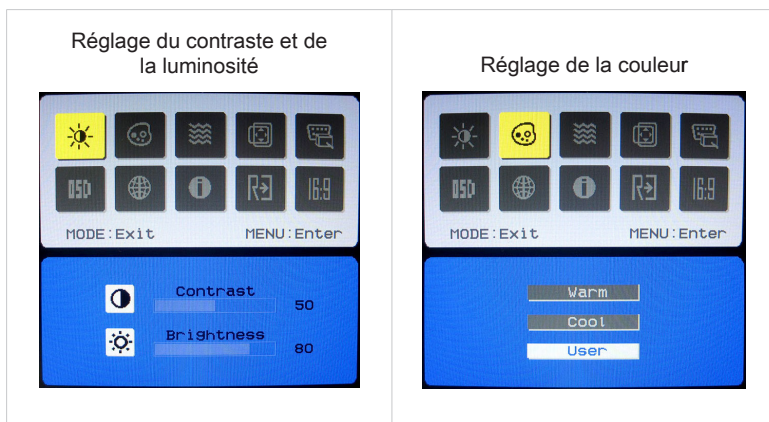 Réglage du contraste et de
la luminosité
OSD
16:9
MODE:Exit MENU:Enter
Contrast
50
Brightness
80
Réglage de la couleur
OSD
16:9
MODE:Exit MENU:Enter
Warm
Cool
User